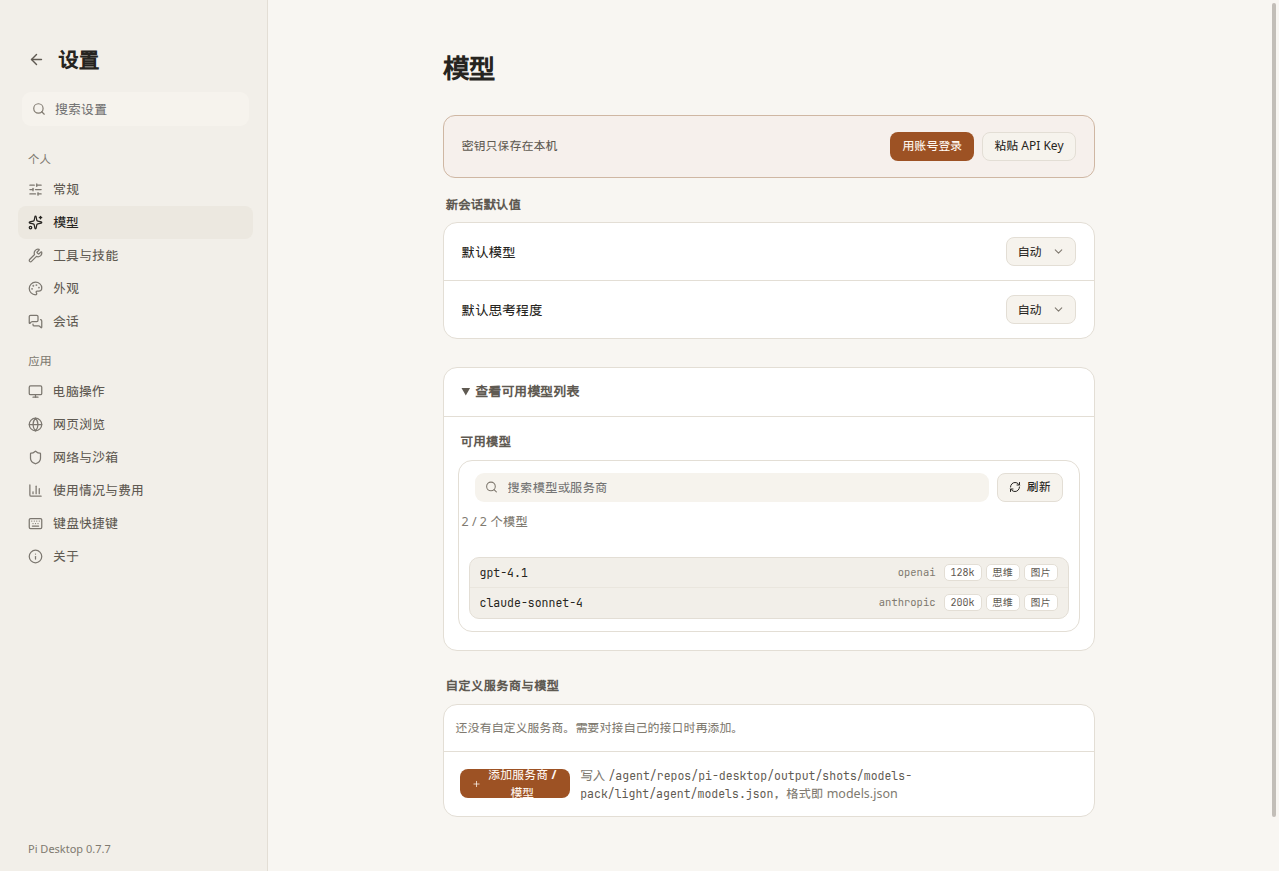 设置
搜索设置
个人
常规
模型
工具与技能
外观
会话
应用
电脑操作
网页浏览
网络与沙箱
使用情况与费用
键盘快捷键
关于
Pi Desktop 0.7.7
模型
密钥只保存在本机
用账号登录
粘贴 API Key
新会话默认值
默认模型
自动
默认思考程度
自动
▼ 查看可用模型列表
可用模型
搜索模型或服务商
刷新
2 / 2 个模型
gpt-4.1 openai 128k 思维 图片
claude-sonnet-4 anthropic 200k 思维 图片
自定义服务商与模型
还没有自定义服务商。需要对接自己的接口时再添加。
+ 添加服务商 /
模型
写入 /agent/repos/pi-desktop/output/shots/models-
pack/light/agent/models.json，格式即 models.json